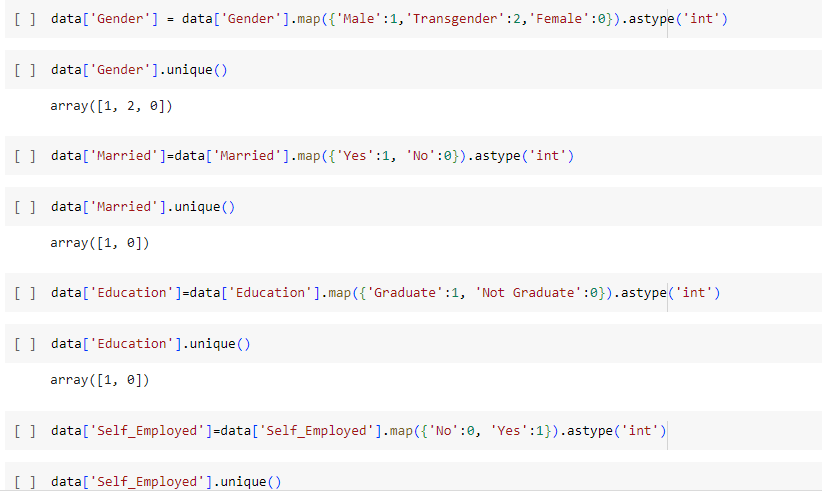 [ ] data['Gender'] = data['Gender'].map({'Male':1,'Transgender':2,'Female':0}).astype('int')
[ ] data['Gender'].unique()
array([1, 2, 0])
[ ] data['Married']=data['Married'].map({'Yes':1, 'No':0}).astype('int')
[ ] data['Married'].unique()
array([1, 0])
[ ] data['Education']=data['Education'].map({'Graduate':1, 'Not Graduate':0}).astype('int')
[ ] data['Education'].unique()
array([1, 0])
[ ] data['Self_Employed']=data['Self_Employed'].map({'No':0, 'Yes':1}).astype('int')
[ ] data['Self_Employed'].unique()